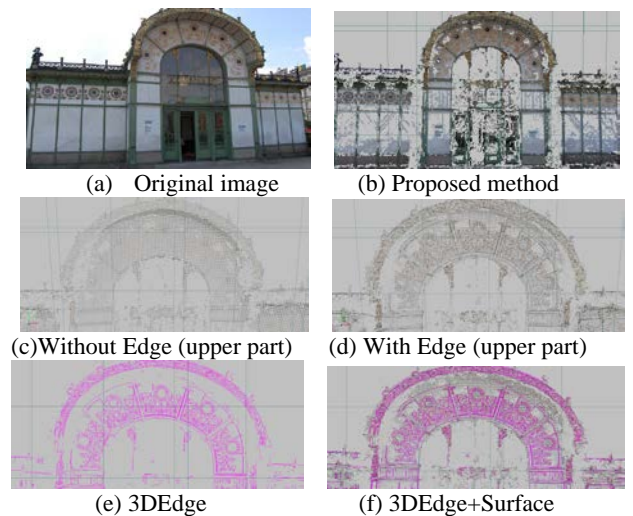 (a) Original image
(b) Proposed method
(c)Without Edge (upper part)
(d) With Edge (upper part)
(e) 3DEdge
(f) 3DEdge+Surface